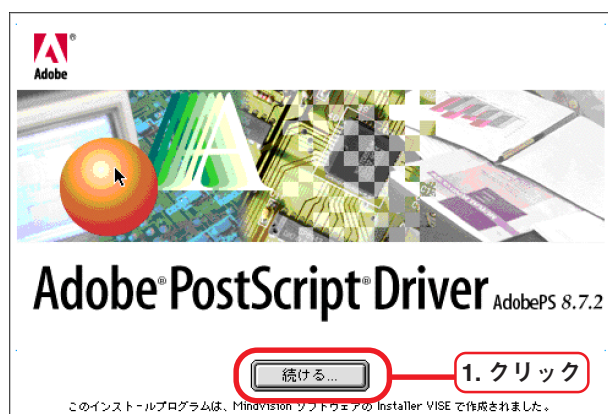 Adobe
Adobe® PostScript® Driver AdobePS 8.7.2
続ける...
1. クリック
このインストールプログラムは、MindVision ソフトウェアの Installer VISE で作成されました。